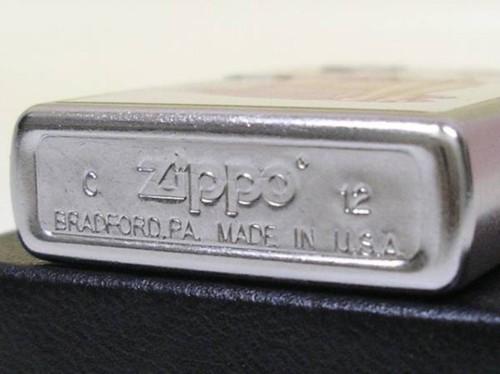 C Zippo® 12
BRADFORD.PA. MADE IN U.S.A.